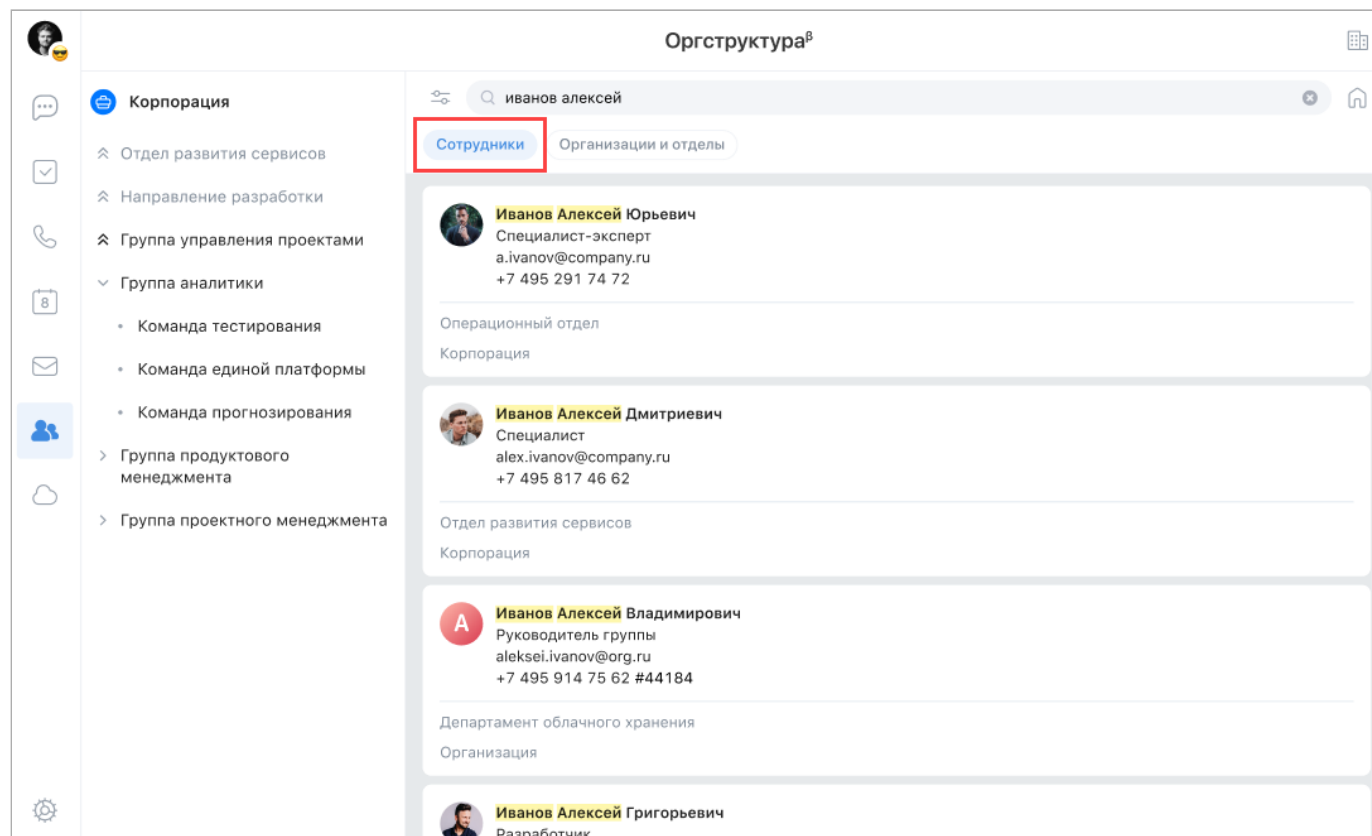 Оргструктураᵝ
Корпорация
Отдел развития сервисов
Направление разработки
Группа управления проектами
Группа аналитики
Команда тестирования
Команда единой платформы
Команда прогнозирования
Группа продуктового
менеджмента
Группа проектного менеджмента
8
иванов алексей
Сотрудники
Организации и отделы
Иванов Алексей Юрьевич
Специалист-эксперт
a.ivanov@company.ru
+7 495 291 74 72
Операционный отдел
Корпорация
Иванов Алексей Дмитриевич
Специалист
alex.ivanov@company.ru
+7 495 817 46 62
Отдел развития сервисов
Корпорация
А
Иванов Алексей Владимирович
Руководитель группы
aleksei.ivanov@org.ru
+7 495 914 75 62 #44184
Департамент облачного хранения
Организация
Иванов Алексей Григорьевич
Разработчик